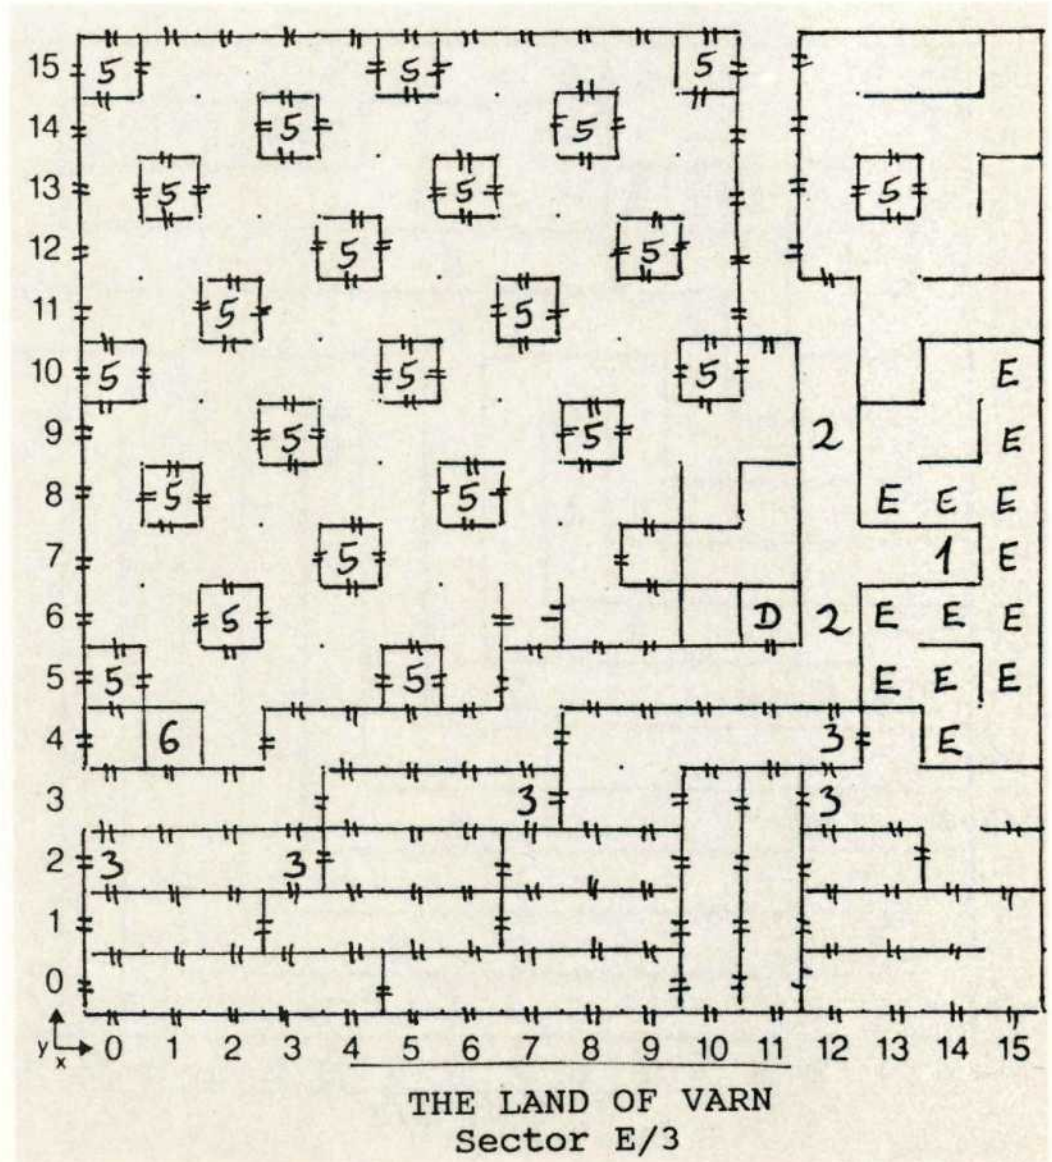 15 5 5 5
14 5 5
13 5 5 5
12 5 5
11 5 5
10 5 5 5 E
9 5 5 2 E
8 5 5 E E E
7 5 1 E
6 5 D 2 E E E
5 5 5 E E E
4 6 3 E
3 3 3
2 3 3
1
0
y x 0 1 2 3 4 5 6 7 8 9 10 11 12 13 14 15
THE LAND OF VARN
Sector E/3